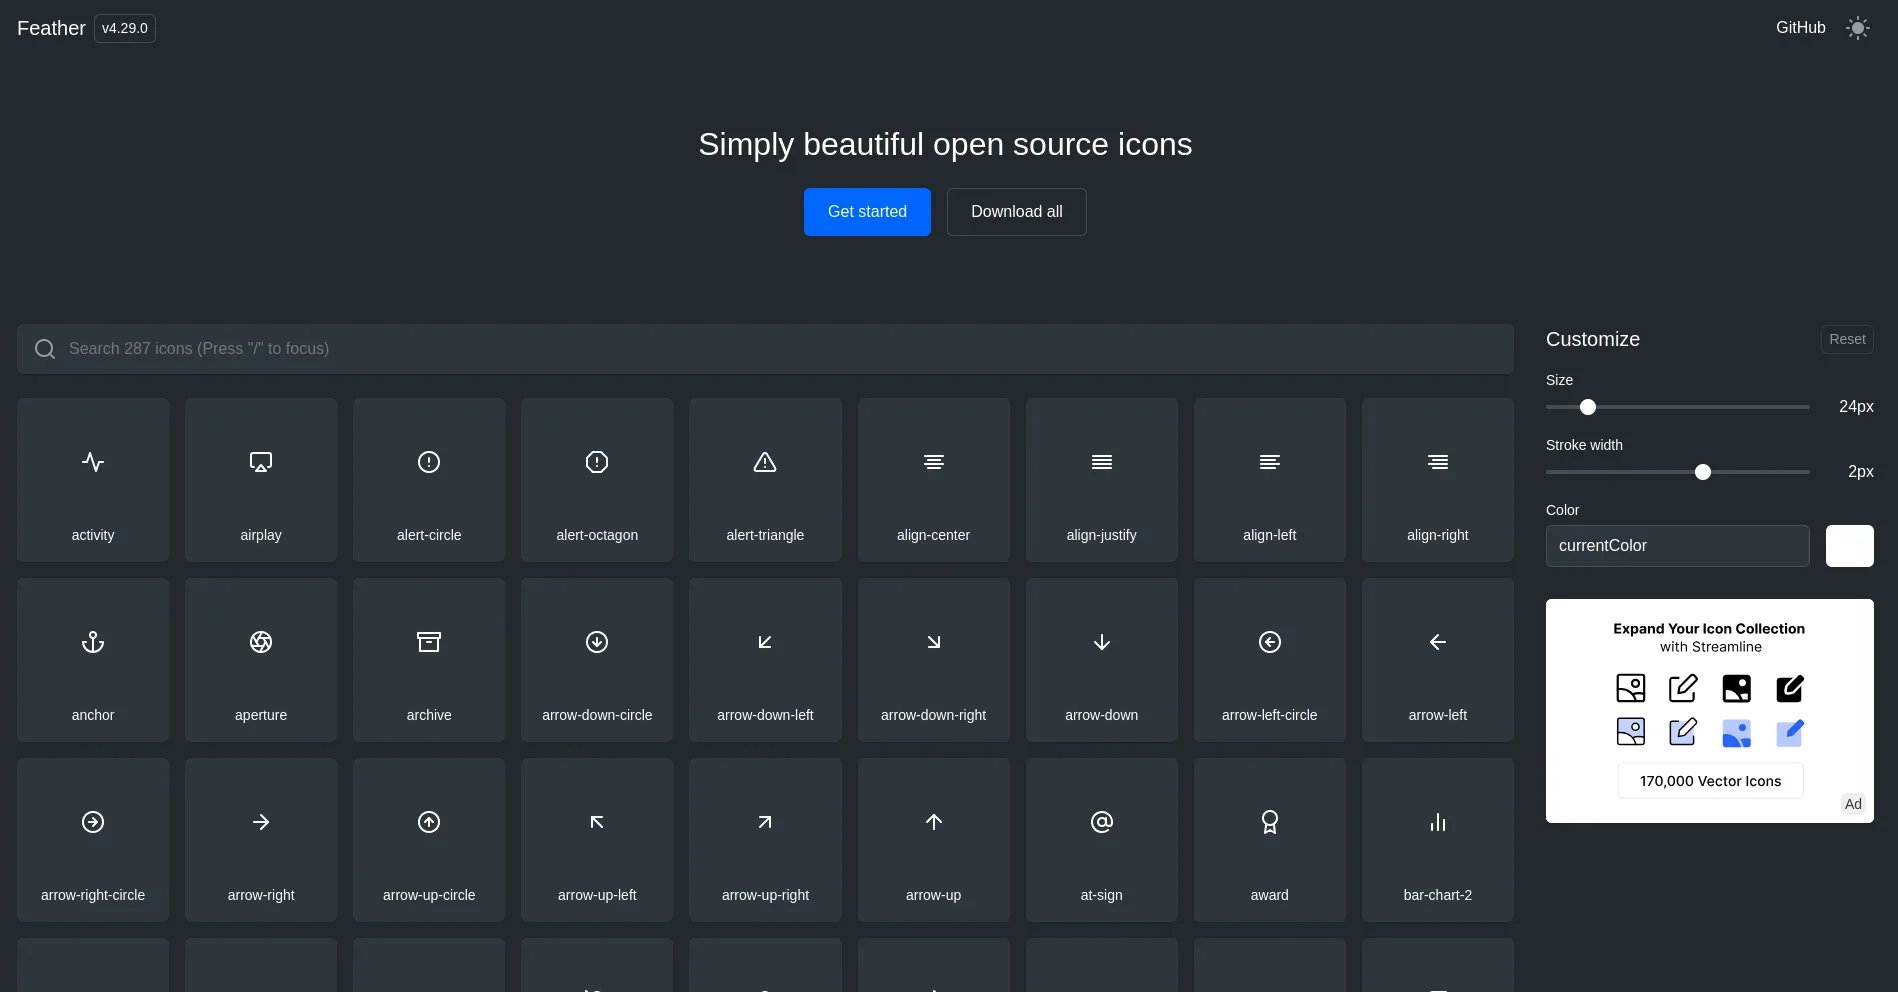 Feather v4.29.0
GitHub
Simply beautiful open source icons
Get started
Download all
Search 287 icons (Press "/" to focus)
activity
airplay
alert-circle
alert-octagon
alert-triangle
align-center
align-justify
align-left
align-right
anchor
aperture
archive
arrow-down-circle
arrow-down-left
arrow-down-right
arrow-down
arrow-left-circle
arrow-left
arrow-right-circle
arrow-right
arrow-up-circle
arrow-up-left
arrow-up-right
arrow-up
at-sign
award
bar-chart-2
Customize
Reset
Size
24px
Stroke width
2px
Color
currentColor
Expand Your Icon Collection
with Streamline
170,000 Vector Icons
Ad